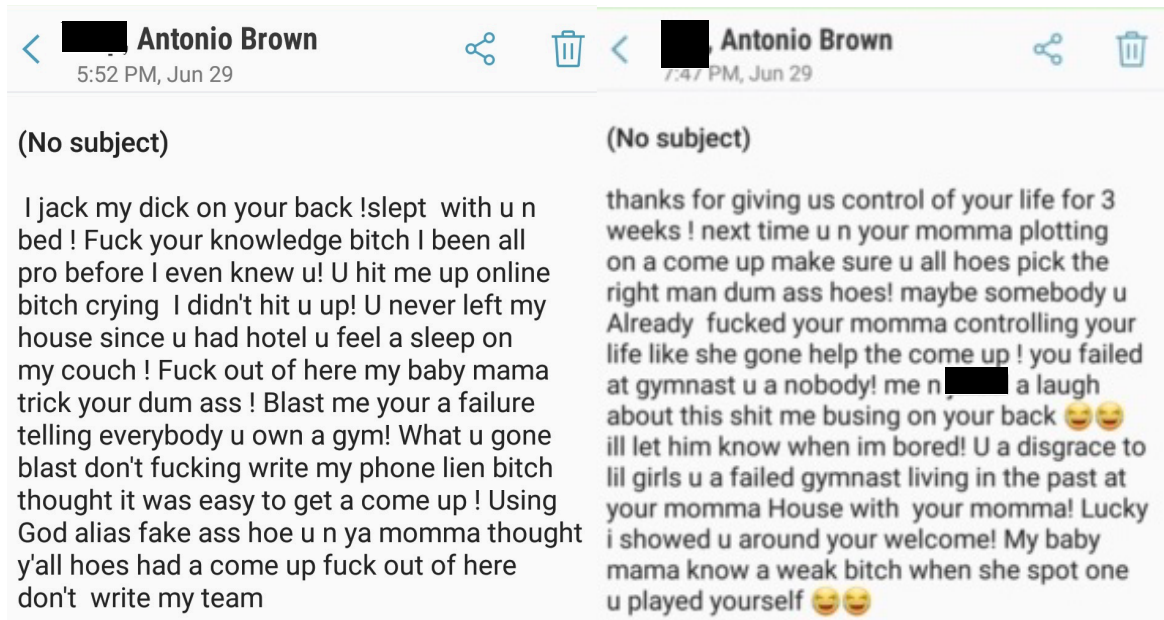 , Antonio Brown
5:52 PM, Jun 29
(No subject)
I jack my dick on your back !slept with u n
bed ! Fuck your knowledge bitch I been all
pro before I even knew u! U hit me up online
bitch crying I didn't hit u up! U never left my
house since u had hotel u feel a sleep on
my couch ! Fuck out of here my baby mama
trick your dum ass ! Blast me your a failure
telling everybody u own a gym! What u gone
blast don't fucking write my phone lien bitch
thought it was easy to get a come up ! Using
God alias fake ass hoe u n ya momma thought
y'all hoes had a come up fuck out of here
don't write my team
, Antonio Brown
7:47 PM, Jun 29
(No subject)
thanks for giving us control of your life for 3
weeks ! next time u n your momma plotting
on a come up make sure u all hoes pick the
right man dum ass hoes! maybe somebody u
Already fucked your momma controlling your
life like she gone help the come up ! you failed
at gymnast u a nobody! me n a laugh
about this shit me busing on your back 😂😂
ill let him know when im bored! U a disgrace to
lil girls u a failed gymnast living in the past at
your momma House with your momma! Lucky
i showed u around your welcome! My baby
mama know a weak bitch when she spot one
u played yourself 😂😂